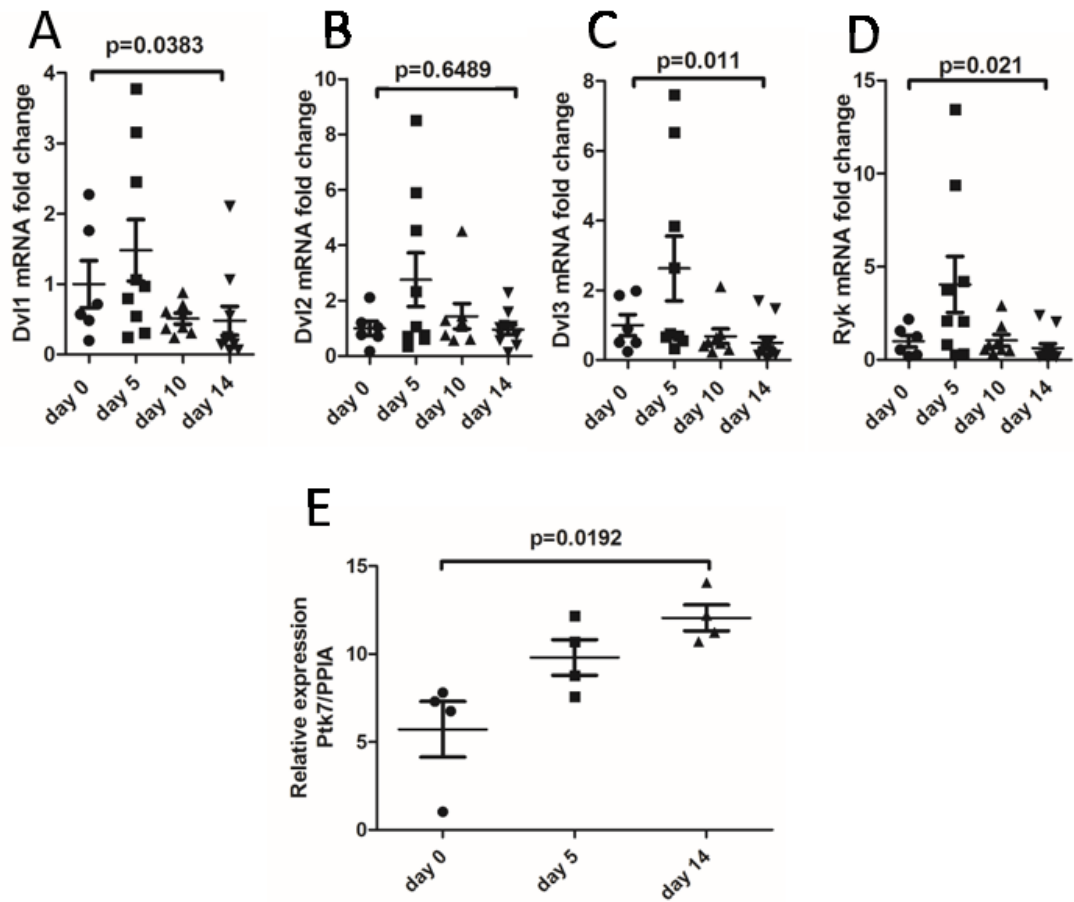 A
p=0.0383
Dvl1 mRNA fold change
4
3
2
1
0
day 0
day 5
day 10
day 14
B
p=0.6489
Dvl2 mRNA fold change
10
8
6
4
2
0
day 0
day 5
day 10
day 14
C
p=0.011
Dvl3 mRNA fold change
8
6
4
2
0
day 0
day 5
day 10
day 14
D
p=0.021
Ryk mRNA fold change
15
10
5
0
day 0
day 5
day 10
day 14
E
p=0.0192
Relative expression
Ptk7/PPIA
15
10
5
0
day 0
day 5
day 14